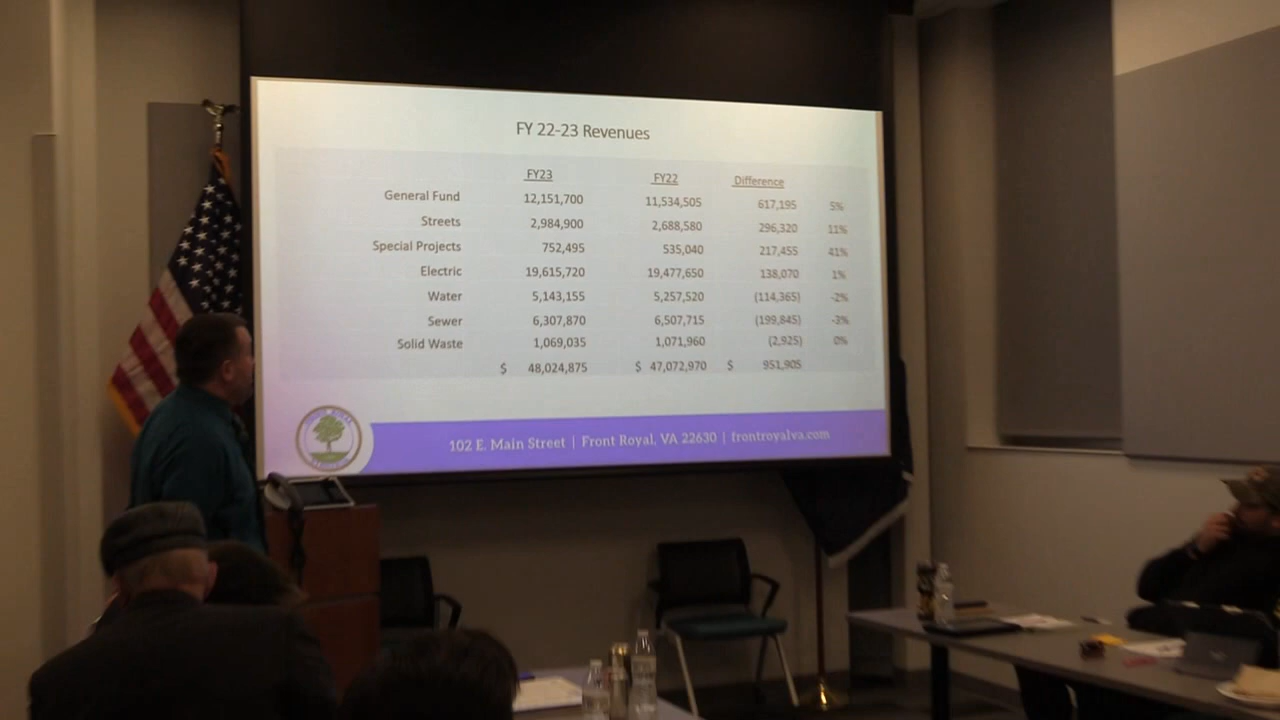 FY 22-23 Revenues
FY23 FY22 Difference
General Fund 12,151,700 11,534,505 617,195 5%
Streets 2,984,900 2,688,580 296,320 11%
Special Projects 752,495 535,040 217,455 41%
Electric 19,615,720 19,477,650 138,070 1%
Water 5,143,155 5,257,520 (114,365) -2%
Sewer 6,307,870 6,507,715 (199,845) -3%
Solid Waste 1,069,035 1,071,960 (2,925) 0%
$ 48,024,875 $ 47,072,970 $ 951,905
102 E. Main Street | Front Royal, VA 22630 | frontroyalva.com